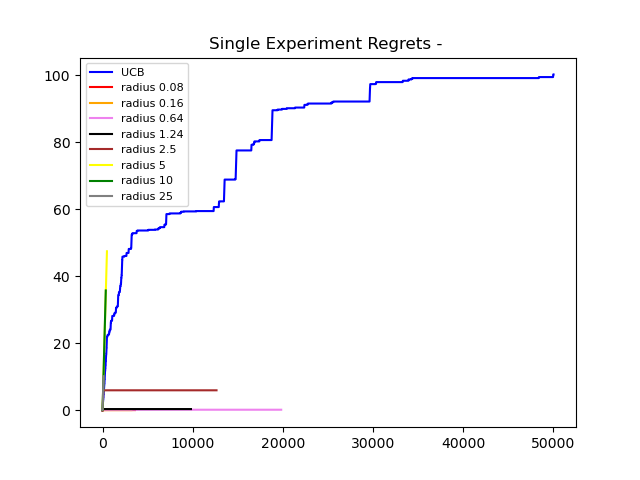 Single Experiment Regrets -
UCB
radius 0.08
radius 0.16
radius 0.64
radius 1.24
radius 2.5
radius 5
radius 10
radius 25
100
80
60
40
20
0
0 10000 20000 30000 40000 50000